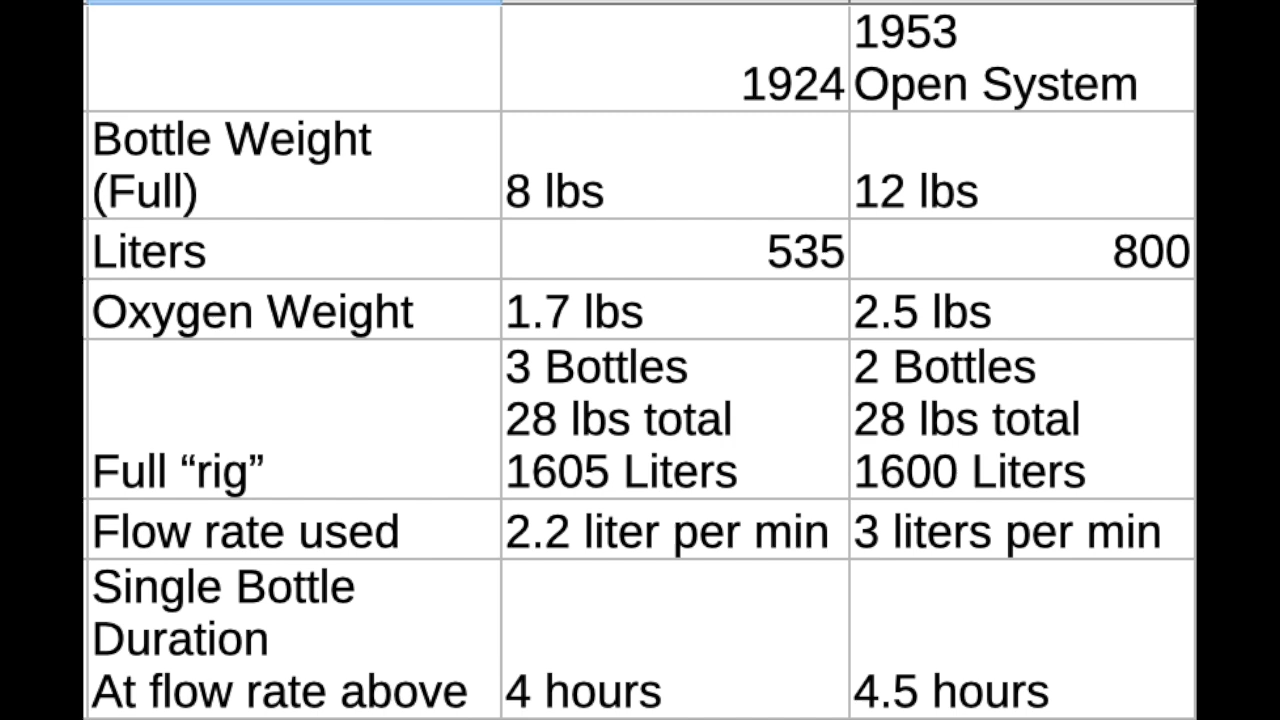 1924
1953
Open System
Bottle Weight
(Full)
8 lbs
12 lbs
Liters
535
800
Oxygen Weight
1.7 lbs
2.5 lbs
Full “rig”
3 Bottles
28 lbs total
1605 Liters
2 Bottles
28 lbs total
1600 Liters
Flow rate used
2.2 liter per min
3 liters per min
Single Bottle
Duration
At flow rate above
4 hours
4.5 hours